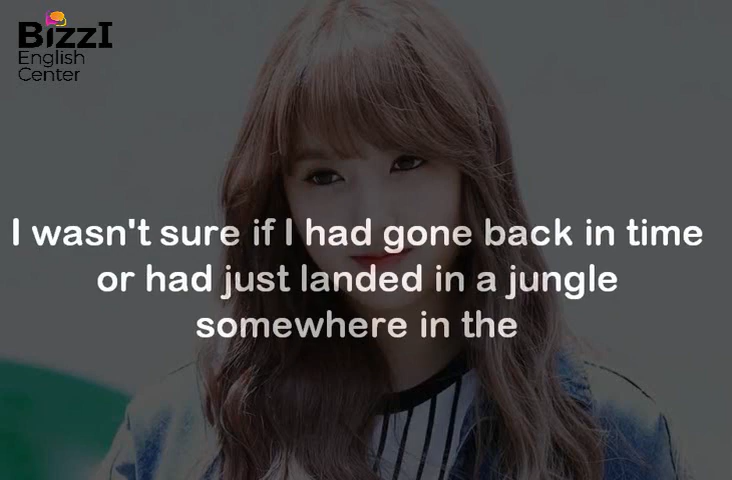 BizzI
English
Center
I wasn't sure if I had gone back in time
or had just landed in a jungle
somewhere in the